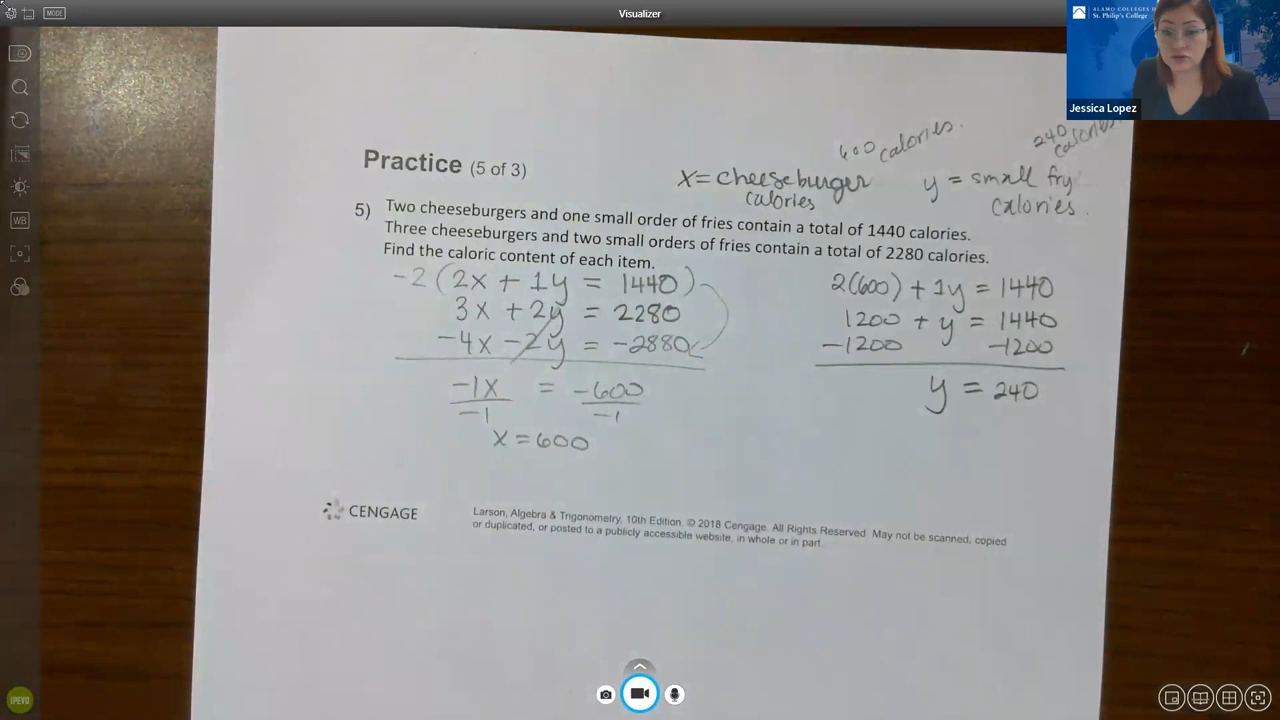 MODE
Visualizer
ALAMO COLLEGES D
St. Philip's College
Jessica Lopez
WB
600 calories.
240 calories.
Practice (5 of 3)
x = cheeseburger calories
y = small fry calories.
5) Two cheeseburgers and one small order of fries contain a total of 1440 calories.
Three cheeseburgers and two small orders of fries contain a total of 2280 calories.
Find the caloric content of each item.
-2(2x + 1y = 1440)
3x + 2y = 2280
-4x - 2y = -2880
-1x = -600
-1 -1
x = 600
2(600) + 1y = 1440
1200 + y = 1440
-1200 -1200
y = 240
CENGAGE
Larson, Algebra & Trigonometry, 10th Edition. © 2018 Cengage. All Rights Reserved. May not be scanned, copied
or duplicated, or posted to a publicly accessible website, in whole or in part.
IPEVO